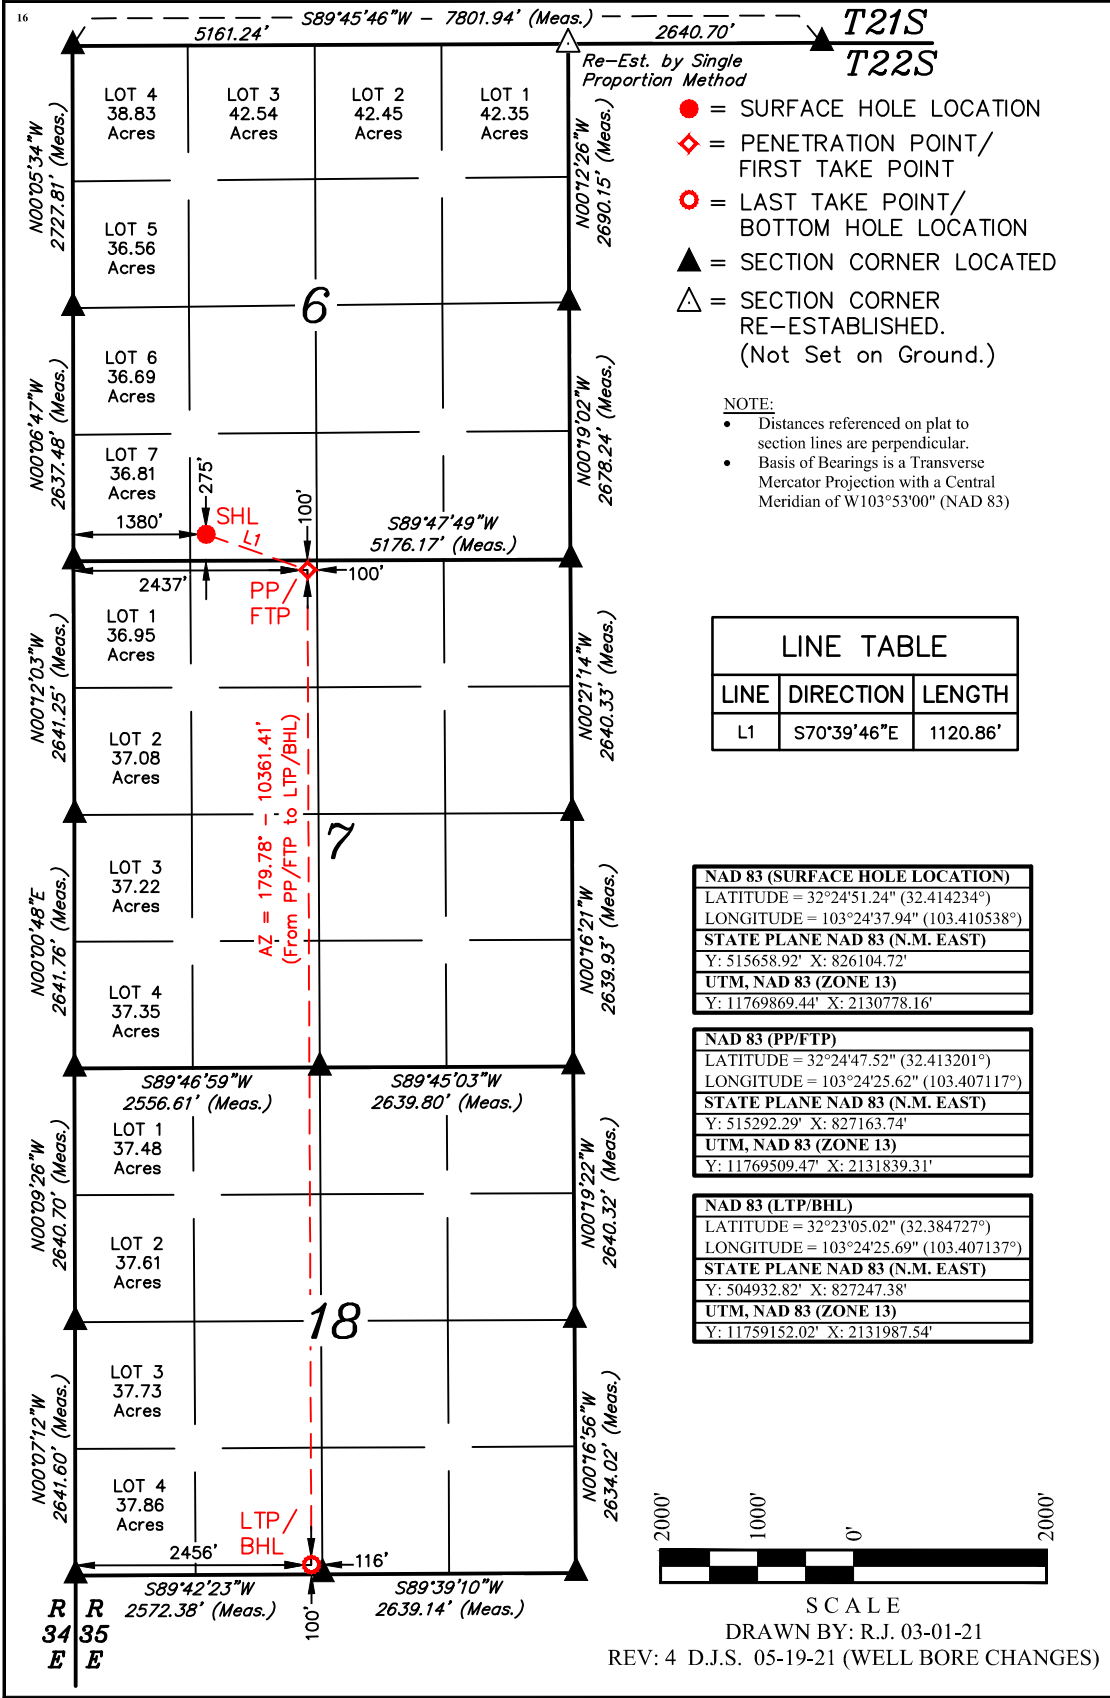 16
S89°45'46"W - 7801.94' (Meas.)
5161.24'
2640.70'
T21S
T22S
Re-Est. by Single
Proportion Method
= SURFACE HOLE LOCATION
= PENETRATION POINT/
FIRST TAKE POINT
= LAST TAKE POINT/
BOTTOM HOLE LOCATION
= SECTION CORNER LOCATED
= SECTION CORNER
RE-ESTABLISHED.
(Not Set on Ground.)
NOTE:
• Distances referenced on plat to
section lines are perpendicular.
• Basis of Bearings is a Transverse
Mercator Projection with a Central
Meridian of W103°53'00" (NAD 83)
LOT 4
38.83
Acres
LOT 3
42.54
Acres
LOT 2
42.45
Acres
LOT 1
42.35
Acres
N00°05'34"W
2727.81' (Meas.)
N00°12'26"W
2690.15' (Meas.)
LOT 5
36.56
Acres
6
LOT 6
36.69
Acres
N00°06'47"W
2637.48' (Meas.)
N00°19'02"W
2678.24' (Meas.)
LOT 7
36.81
Acres
275'
100'
1380'
SHL
L1
S89°47'49"W
5176.17' (Meas.)
2437'
PP/
FTP
100'
LOT 1
36.95
Acres
N00°12'03"W
2641.25' (Meas.)
N00°21'14"W
2640.33' (Meas.)
LOT 2
37.08
Acres
AZ = 179.78° - 10361.41'
(From PP/FTP to LTP/BHL)
7
LOT 3
37.22
Acres
N00°00'48"E
2641.76' (Meas.)
N00°16'21"W
2639.93' (Meas.)
LOT 4
37.35
Acres
S89°46'59"W
2556.61' (Meas.)
S89°45'03"W
2639.80' (Meas.)
LOT 1
37.48
Acres
N00°09'26"W
2640.70' (Meas.)
N00°19'22"W
2640.32' (Meas.)
LOT 2
37.61
Acres
18
LOT 3
37.73
Acres
N00°07'12"W
2641.60' (Meas.)
N00°16'56"W
2634.02' (Meas.)
LOT 4
37.86
Acres
LTP/
BHL
2456'
116'
100'
S89°42'23"W
2572.38' (Meas.)
S89°39'10"W
2639.14' (Meas.)
R R
34 35
E E
LINE TABLE
LINE DIRECTION LENGTH
L1 S70°39'46"E 1120.86'
NAD 83 (SURFACE HOLE LOCATION)
LATITUDE = 32°24'51.24" (32.414234°)
LONGITUDE = 103°24'37.94" (103.410538°)
STATE PLANE NAD 83 (N.M. EAST)
Y: 515658.92' X: 826104.72'
UTM, NAD 83 (ZONE 13)
Y: 11769869.44' X: 2130778.16'
NAD 83 (PP/FTP)
LATITUDE = 32°24'47.52" (32.413201°)
LONGITUDE = 103°24'25.62" (103.407117°)
STATE PLANE NAD 83 (N.M. EAST)
Y: 515292.29' X: 827163.74'
UTM, NAD 83 (ZONE 13)
Y: 11769509.47' X: 2131839.31'
NAD 83 (LTP/BHL)
LATITUDE = 32°23'05.02" (32.384727°)
LONGITUDE = 103°24'25.69" (103.407137°)
STATE PLANE NAD 83 (N.M. EAST)
Y: 504932.82' X: 827247.38'
UTM, NAD 83 (ZONE 13)
Y: 11759152.02' X: 2131987.54'
2000' 1000' 0' 2000'
SCALE
DRAWN BY: R.J. 03-01-21
REV: 4 D.J.S. 05-19-21 (WELL BORE CHANGES)